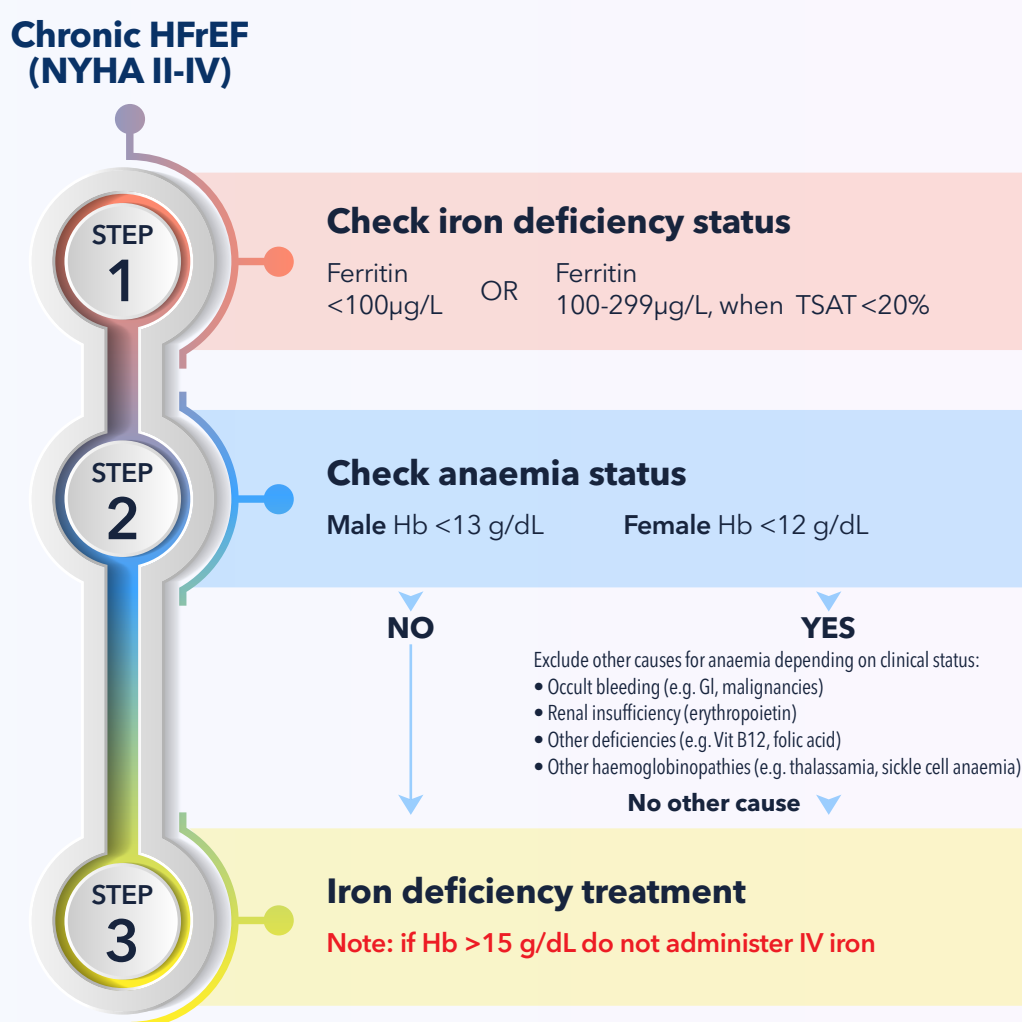 Chronic HFrEF
(NYHA II-IV)
STEP
1
Check iron deficiency status
Ferritin
<100µg/L
OR
Ferritin
100-299µg/L, when TSAT <20%
STEP
2
Check anaemia status
Male Hb <13 g/dL Female Hb <12 g/dL
NO
YES
Exclude other causes for anaemia depending on clinical status:
• Occult bleeding (e.g. GI, malignancies)
• Renal insufficiency (erythropoietin)
• Other deficiencies (e.g. Vit B12, folic acid)
• Other haemoglobinopathies (e.g. thalassamia, sickle cell anaemia)
No other cause
STEP
3
Iron deficiency treatment
Note: if Hb >15 g/dL do not administer IV iron